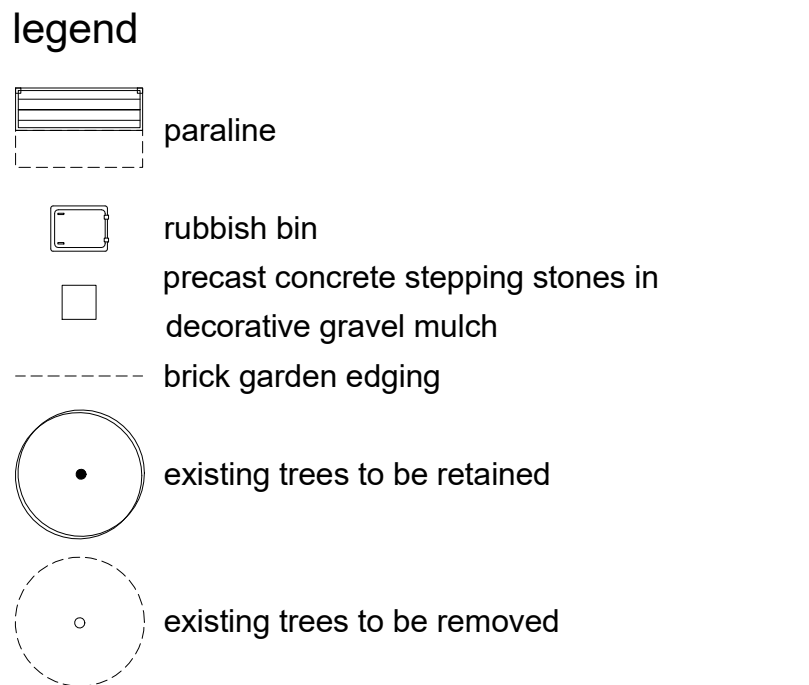 legend
paraline
rubbish bin
precast concrete stepping stones in
decorative gravel mulch
brick garden edging
existing trees to be retained
existing trees to be removed